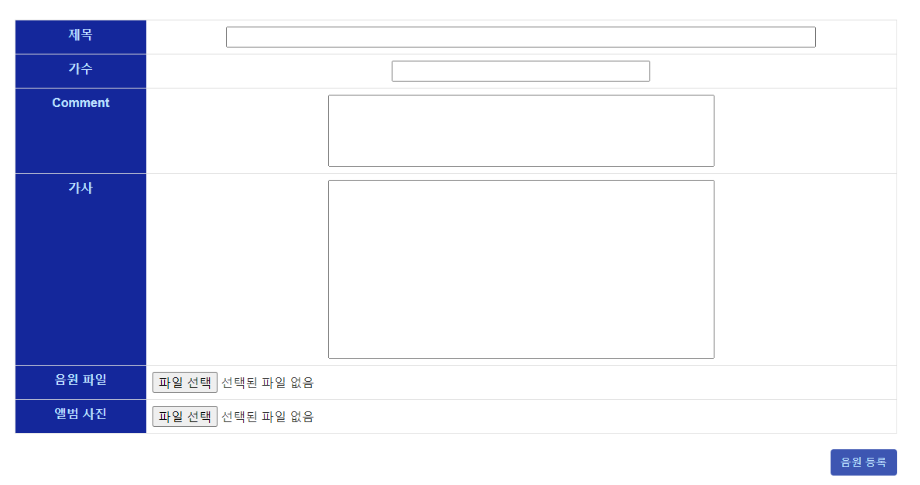 제목
가수
Comment
가사
음원 파일
파일 선택 선택된 파일 없음
앨범 사진
파일 선택 선택된 파일 없음
음원 등록